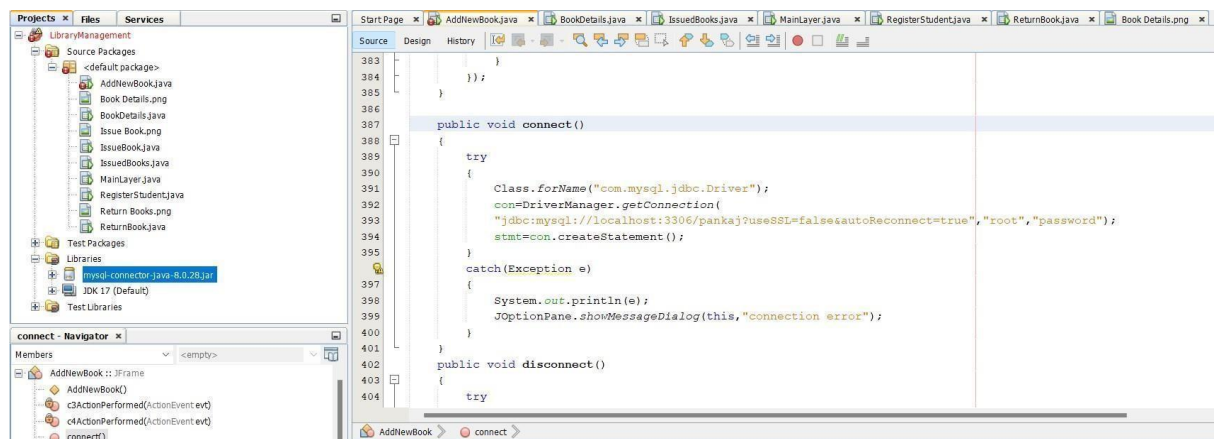 Projects × Files Services
LibraryManagement
Source Packages
<default package>
AddNewBook.java
Book Details.png
BookDetails.java
Issue Book.png
IssueBook.java
IssuedBooks.java
MainLayer.java
RegisterStudent.java
Return Books.png
ReturnBook.java
Test Packages
Libraries
mysql-connector-java-8.0.28.jar
JDK 17 (Default)
Test Libraries
connect - Navigator ×
Members <empty>
AddNewBook :: JFrame
AddNewBook()
c3ActionPerformed(ActionEvent evt)
c4ActionPerformed(ActionEvent evt)
connect()
Start Page × AddNewBook.java × BookDetails.java × IssuedBooks.java × MainLayer.java × RegisterStudent.java × ReturnBook.java × Book Details.png ×
Source Design History
383 }
384 });
385 }
386
387 public void connect()
388 {
389 try
390 {
391 Class.forName("com.mysql.jdbc.Driver");
392 con=DriverManager.getConnection(
393 "jdbc:mysql://localhost:3306/pankaj?useSSL=false&autoReconnect=true","root","password");
394 stmt=con.createStatement();
395 }
catch(Exception e)
397 {
398 System.out.println(e);
399 JOptionPane.showMessageDialog(this,"connection error");
400 }
401 }
402 public void disconnect()
403 {
404 try
AddNewBook connect